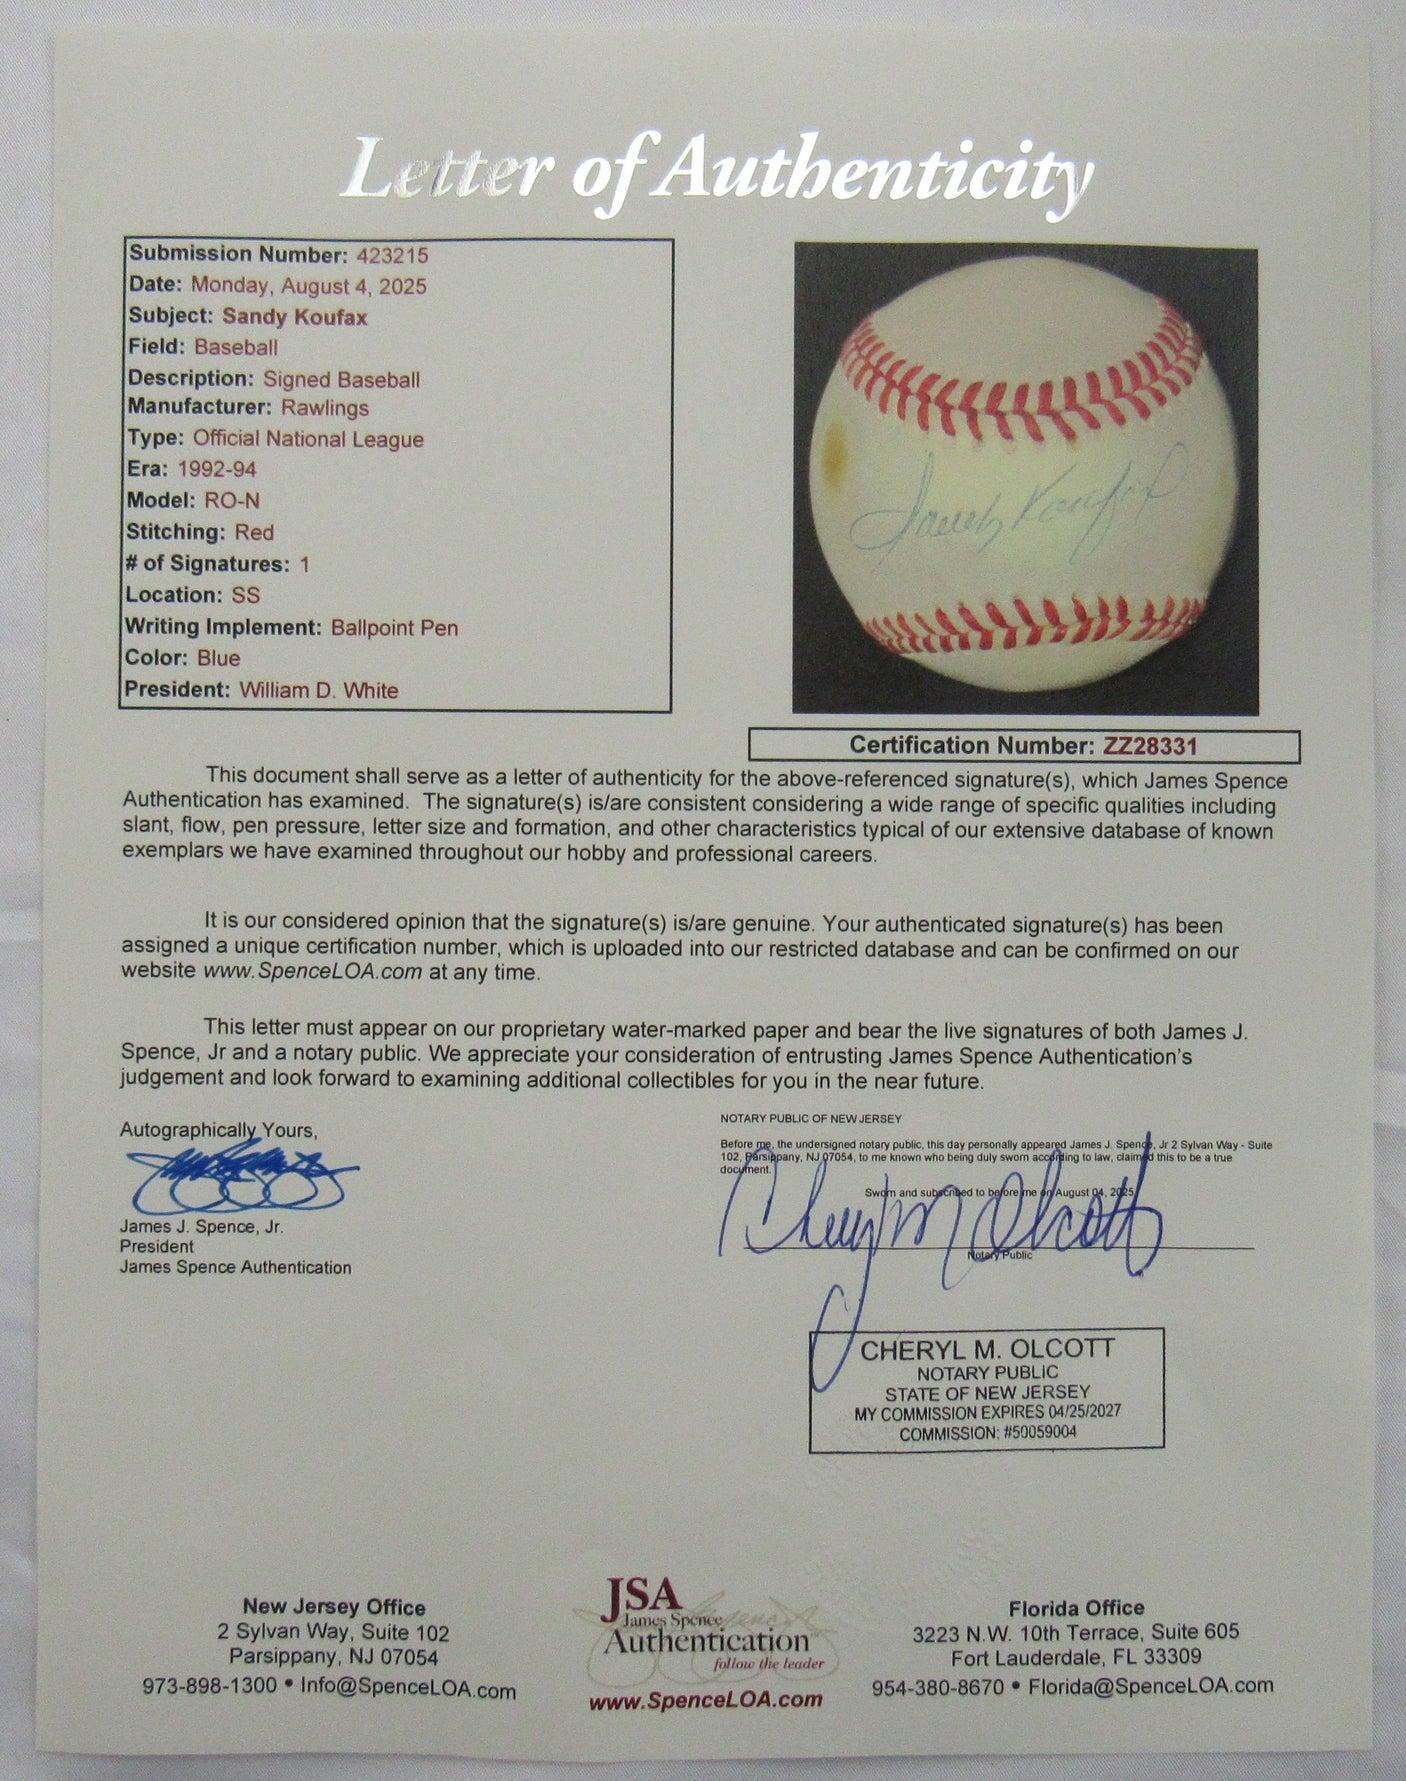 Letter of Authenticity
Submission Number: 423215
Date: Monday, August 4, 2025
Subject: Sandy Koufax
Field: Baseball
Description: Signed Baseball
Manufacturer: Rawlings
Type: Official National League
Era: 1992-94
Model: RO-N
Stitching: Red
# of Signatures: 1
Location: SS
Writing Implement: Ballpoint Pen
Color: Blue
President: William D. White
Sandy Koufax
Certification Number: ZZ28331
This document shall serve as a letter of authenticity for the above-referenced signature(s), which James Spence
Authentication has examined. The signature(s) is/are consistent considering a wide range of specific qualities including
slant, flow, pen pressure, letter size and formation, and other characteristics typical of our extensive database of known
exemplars we have examined throughout our hobby and professional careers.
It is our considered opinion that the signature(s) is/are genuine. Your authenticated signature(s) has been
assigned a unique certification number, which is uploaded into our restricted database and can be confirmed on our
website www.SpenceLOA.com at any time.
This letter must appear on our proprietary water-marked paper and bear the live signatures of both James J.
Spence, Jr and a notary public. We appreciate your consideration of entrusting James Spence Authentication's
judgement and look forward to examining additional collectibles for you in the near future.
Autographically Yours,
James J. Spence, Jr.
President
James Spence Authentication
NOTARY PUBLIC OF NEW JERSEY
Before me, the undersigned notary public, this day personally appeared James J. Spence, Jr 2 Sylvan Way - Suite
102, Parsippany, NJ 07054, to me known who being duly sworn according to law, claimed this to be a true
document.
Sworn and subscribed to before me on August 04, 2025
Cheryl M Olcott
Notary Public
CHERYL M. OLCOTT
NOTARY PUBLIC
STATE OF NEW JERSEY
MY COMMISSION EXPIRES 04/25/2027
COMMISSION: #50059004
New Jersey Office
2 Sylvan Way, Suite 102
Parsippany, NJ 07054
973-898-1300 • Info@SpenceLOA.com
JSA
James Spence
Authentication
follow the leader
www.SpenceLOA.com
Florida Office
3223 N.W. 10th Terrace, Suite 605
Fort Lauderdale, FL 33309
954-380-8670 • Florida@SpenceLOA.com